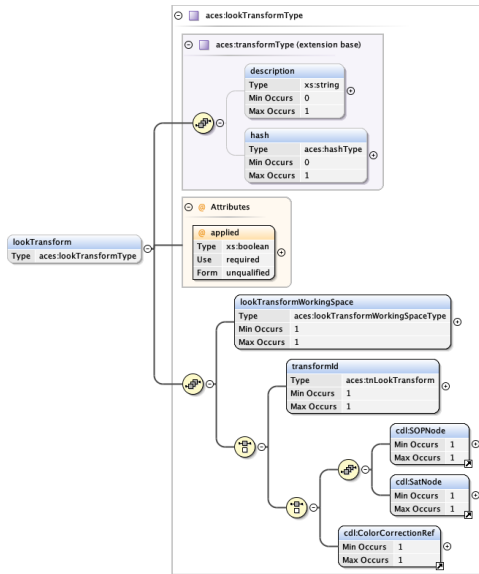 aces:lookTransformType
aces:transformType (extension base)
description
Type xs:string
Min Occurs 0
Max Occurs 1
hash
Type aces:hashType
Min Occurs 0
Max Occurs 1
@ Attributes
@ applied
Type xs:boolean
Use required
Form unqualified
lookTransform
Type aces:lookTransformType
lookTransformWorkingSpace
Type aces:lookTransformWorkingSpaceType
Min Occurs 1
Max Occurs 1
transformId
Type aces:tnLookTransform
Min Occurs 1
Max Occurs 1
cdl:SOPNode
Min Occurs 1
Max Occurs 1
cdl:SatNode
Min Occurs 1
Max Occurs 1
cdl:ColorCorrectionRef
Min Occurs 1
Max Occurs 1